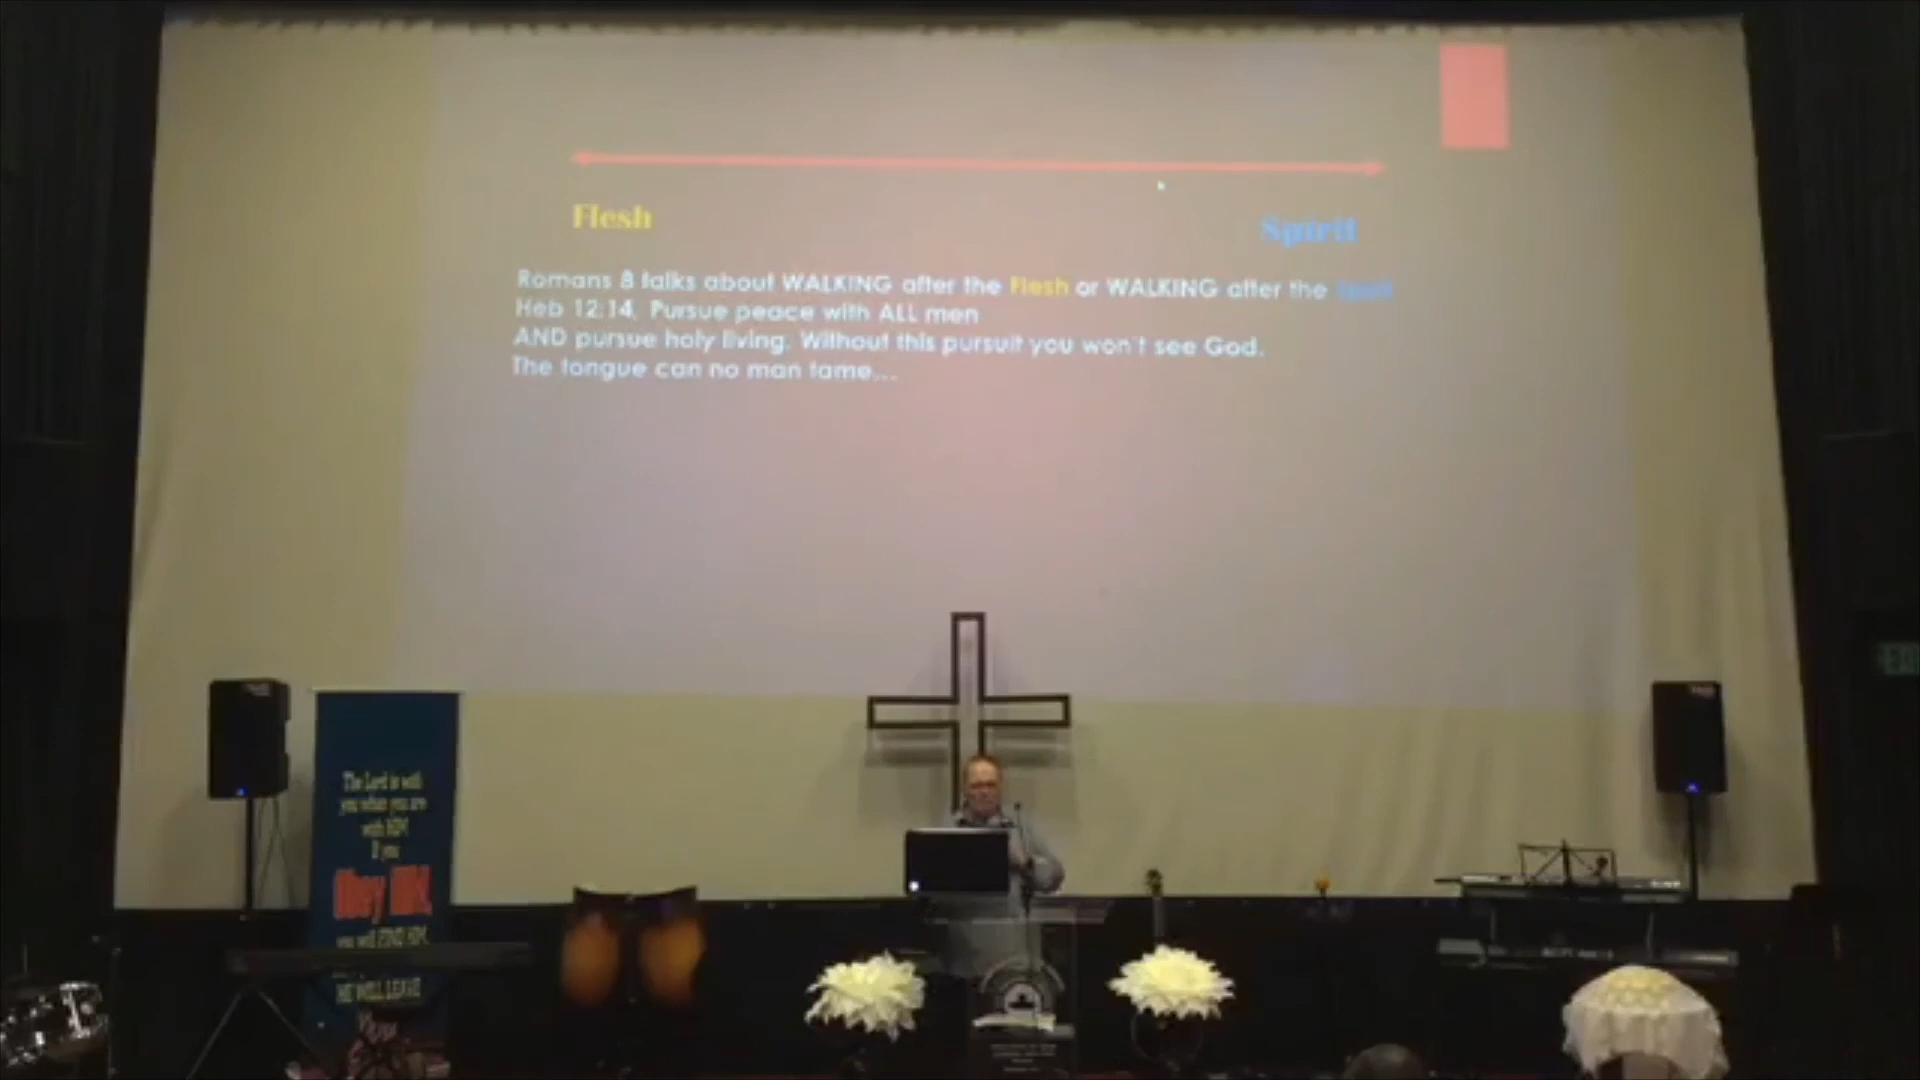 Flesh
Spirit
Romans 8 talks about WALKING after the Flesh or WALKING after the Spirit
Heb 12:14, Pursue peace with ALL men
AND pursue holy living. Without this pursuit you won't see God.
The tongue can no man tame...
The Lord is with
you when you are
with HIM
If you
Obey HIM
you will FIND HIM
HE WILL LEAVE